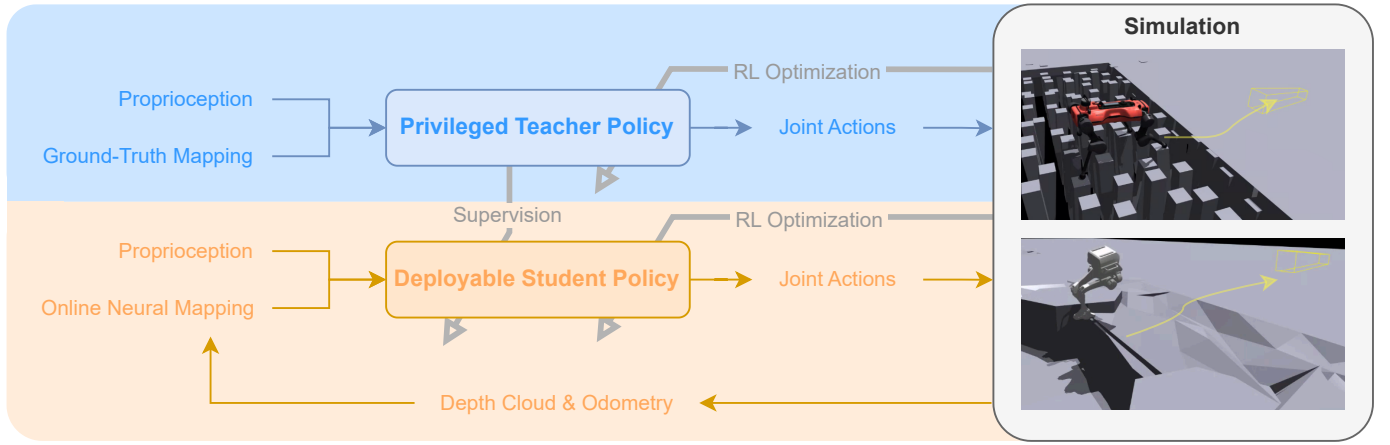 Simulation
RL Optimization
Proprioception
Privileged Teacher Policy
Joint Actions
Ground-Truth Mapping
Supervision
RL Optimization
Proprioception
Deployable Student Policy
Joint Actions
Online Neural Mapping
Depth Cloud & Odometry